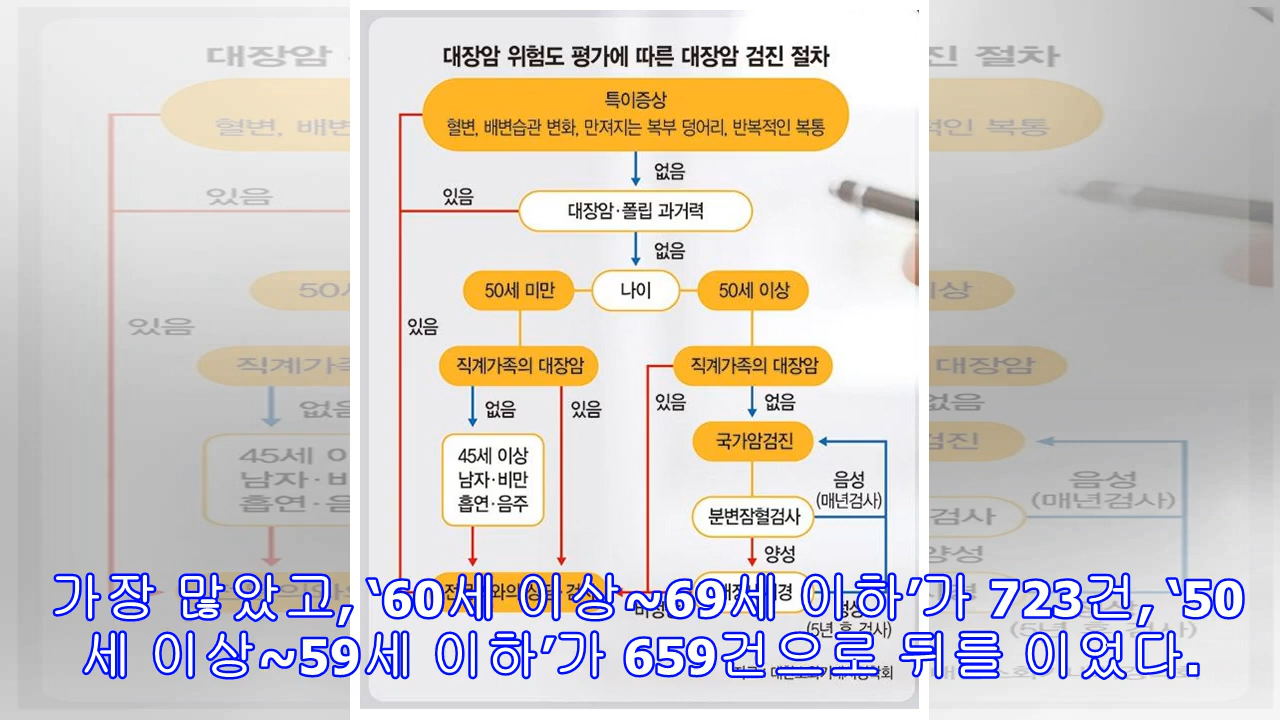 대장암 위험도 평가에 따른 대장암 검진 절차
특이증상
혈변, 배변습관 변화, 만져지는 복부 덩어리, 반복적인 복통
없음
있음
대장암·폴립 과거력
없음
50세 미만
나이
50세 이상
있음
직계가족의 대장암
직계가족의 대장암
없음
있음
있음
없음
국가암검진
45세 이상
남자·비만
흡연·음주
음성
(매년검사)
분변잠혈검사
양성
(5년 후 검사)
가장 많았고, ‘60세 이상~69세 이하’가 723건, ‘50
세 이상~59세 이하’가 659건으로 뒤를 이었다.